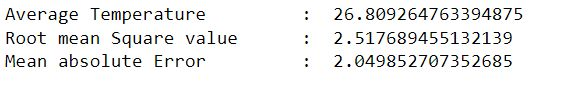 Average Temperature : 26.809264763394875
Root mean Square value : 2.517689455132139
Mean absolute Error : 2.049852707352685